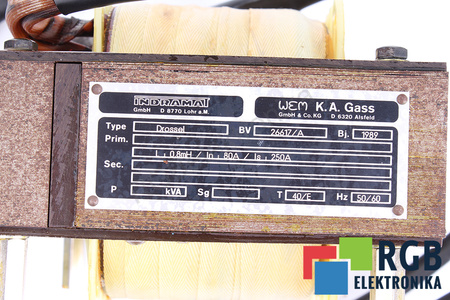 INDRAMAT WEM K.A. Gass
GmbH D 8770 Lohr a.M. GmbH & Co. KG D 6320 Alsfeld
Type Drossel BV 26617/A Bj. 1989
Prim.
L: 0.8mH / In: 80A / Is: 250A
Sec.
P kVA Sg T 40/E Hz 50/60
RGB
ELEKTRONIKA